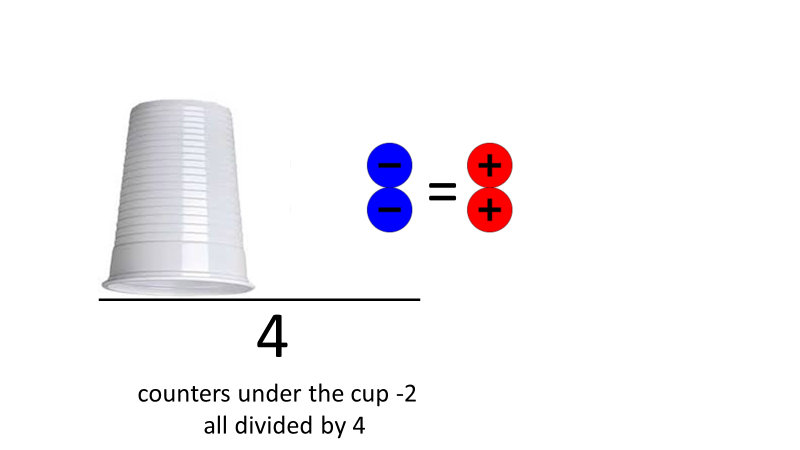 − +
− +
=
4
counters under the cup -2
all divided by 4